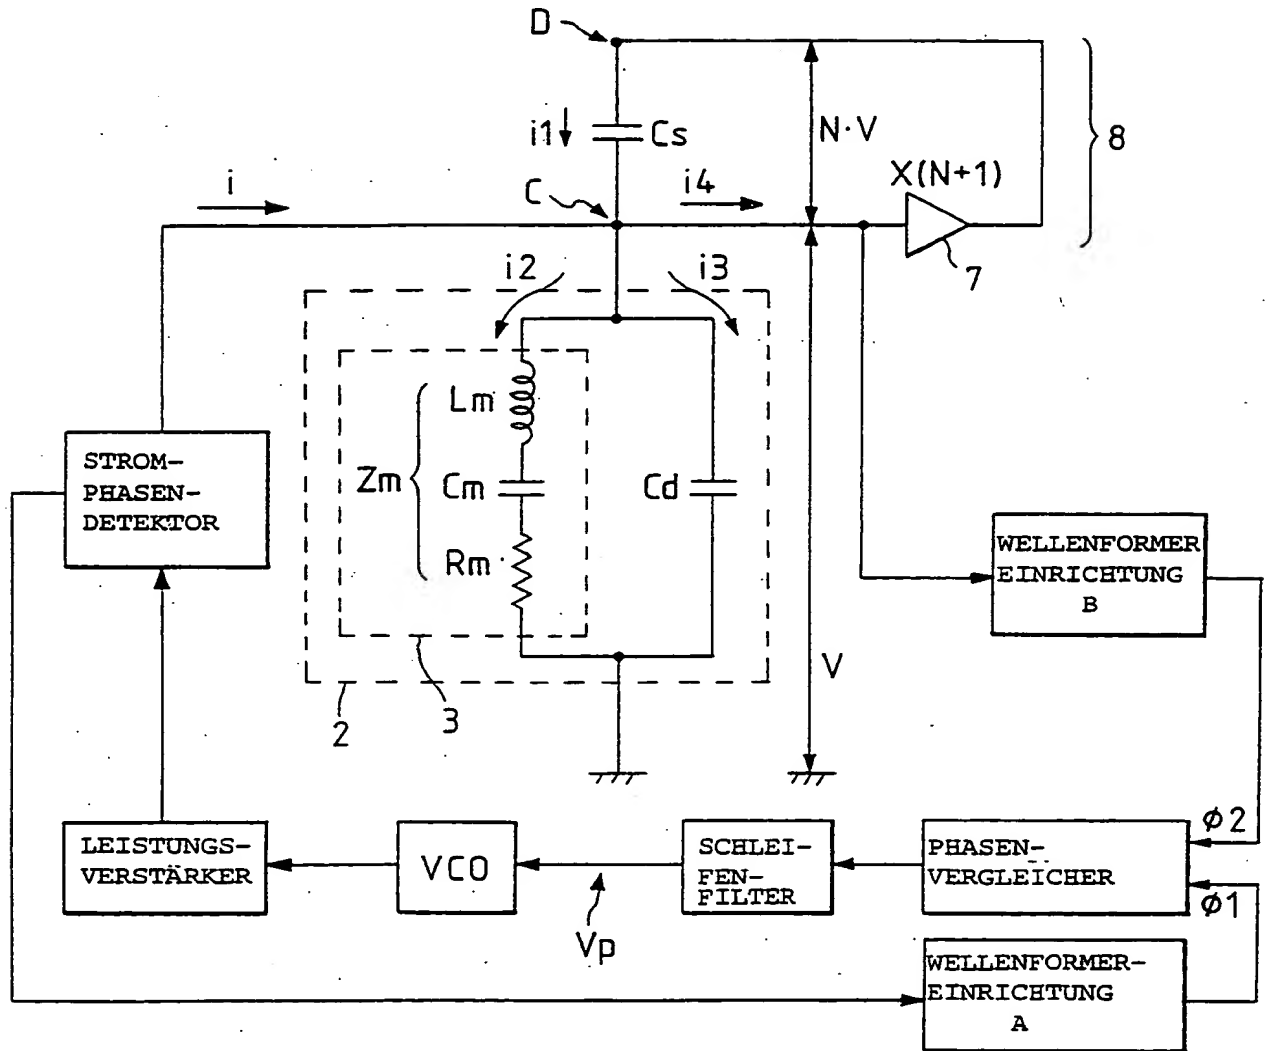 D
i1
Cs
N·V
8
X(N+1)
7
i
C
i4
i2
i3
Lm
Zm
Cm
Rm
Cd
V
2
3
STROM-
PHASEN-
DETEKTOR
WELLENFORMER
EINRICHTUNG
B
LEISTUNGS-
VERSTÄRKER
VCO
Vp
SCHLEI-
FEN-
FILTER
PHASEN-
VERGLEICHER
φ2
φ1
WELLENFORMER-
EINRICHTUNG
A